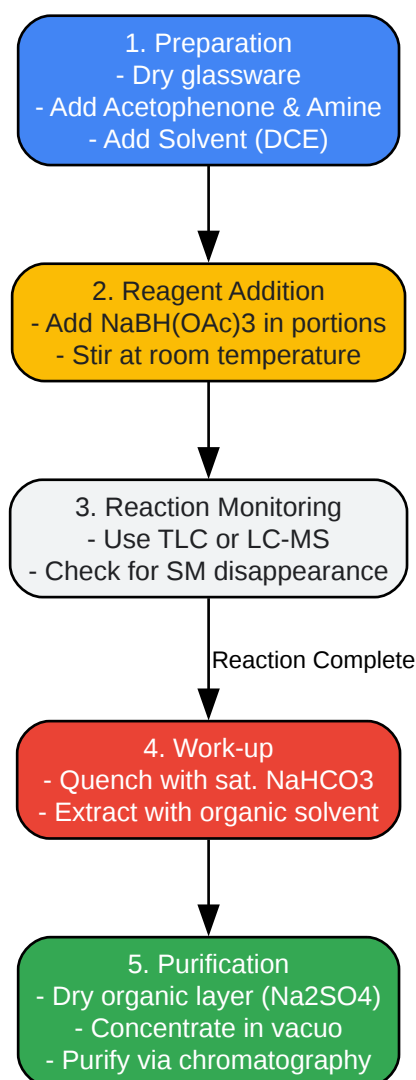 1. Preparation
- Dry glassware
- Add Acetophenone & Amine
- Add Solvent (DCE)
2. Reagent Addition
- Add NaBH(OAc)3 in portions
- Stir at room temperature
3. Reaction Monitoring
- Use TLC or LC-MS
- Check for SM disappearance
Reaction Complete
4. Work-up
- Quench with sat. NaHCO3
- Extract with organic solvent
5. Purification
- Dry organic layer (Na2SO4)
- Concentrate in vacuo
- Purify via chromatography